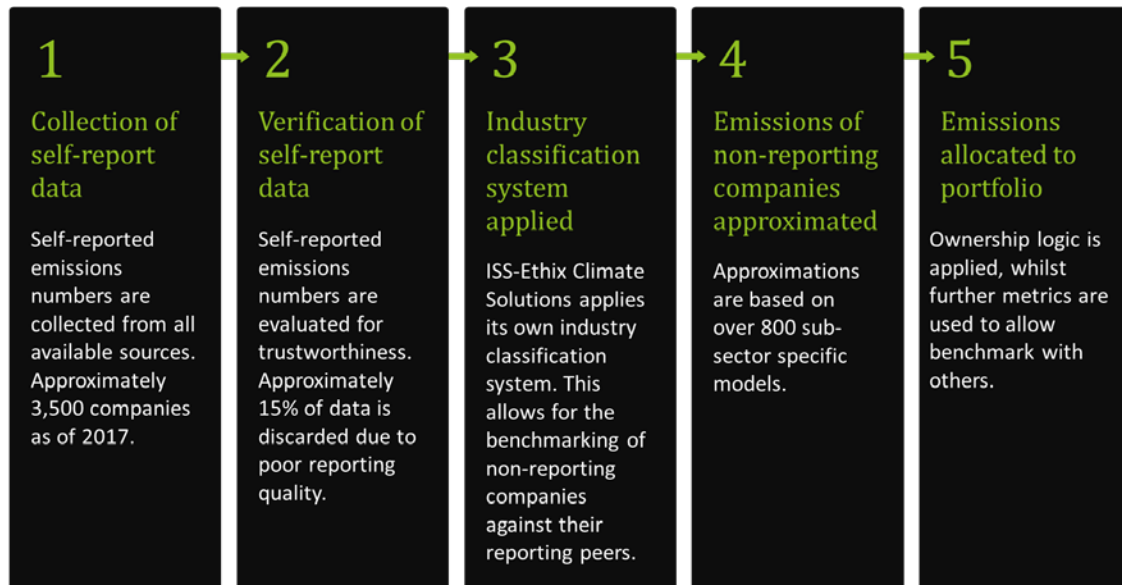 1
Collection of
self-report
data
Self-reported
emissions
numbers are
collected from all
available sources.
Approximately
3,500 companies
as of 2017.
2
Verification of
self-report
data
Self-reported
emissions
numbers are
evaluated for
trustworthiness.
Approximately
15% of data is
discarded due to
poor reporting
quality.
3
Industry
classification
system
applied
ISS-Ethix Climate
Solutions applies
its own industry
classification
system. This
allows for the
benchmarking of
non-reporting
companies
against their
reporting peers.
4
Emissions of
non-reporting
companies
approximated
Approximations
are based on
over 800 sub-
sector specific
models.
5
Emissions
allocated to
portfolio
Ownership logic is
applied, whilst
further metrics are
used to allow
benchmark with
others.